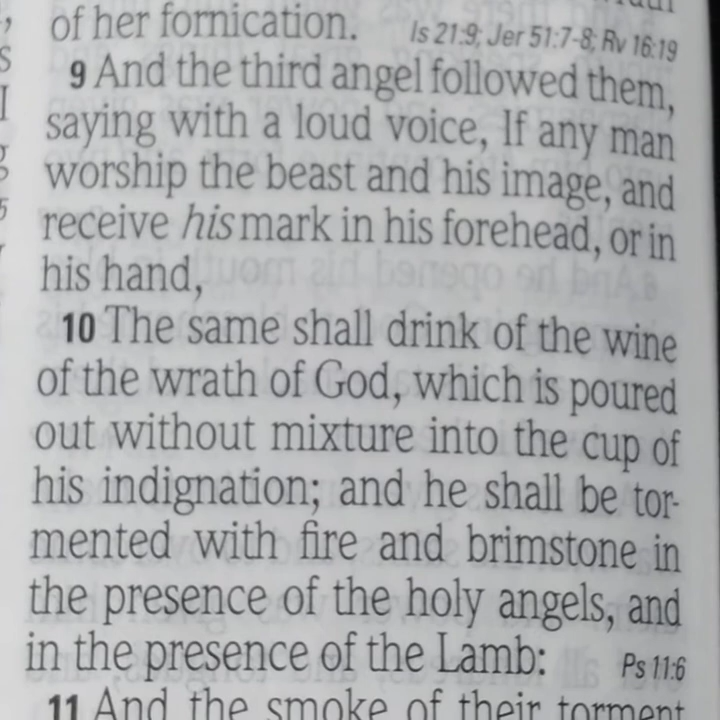 of her fornication. Is 21:9; Jer 51:7-8; Rv 16:19
9 And the third angel followed them,
saying with a loud voice, If any man
worship the beast and his image, and
receive his mark in his forehead, or in
his hand,
10 The same shall drink of the wine
of the wrath of God, which is poured
out without mixture into the cup of
his indignation; and he shall be tor-
mented with fire and brimstone in
the presence of the holy angels, and
in the presence of the Lamb: Ps 11:6
11 And the smoke of their torment